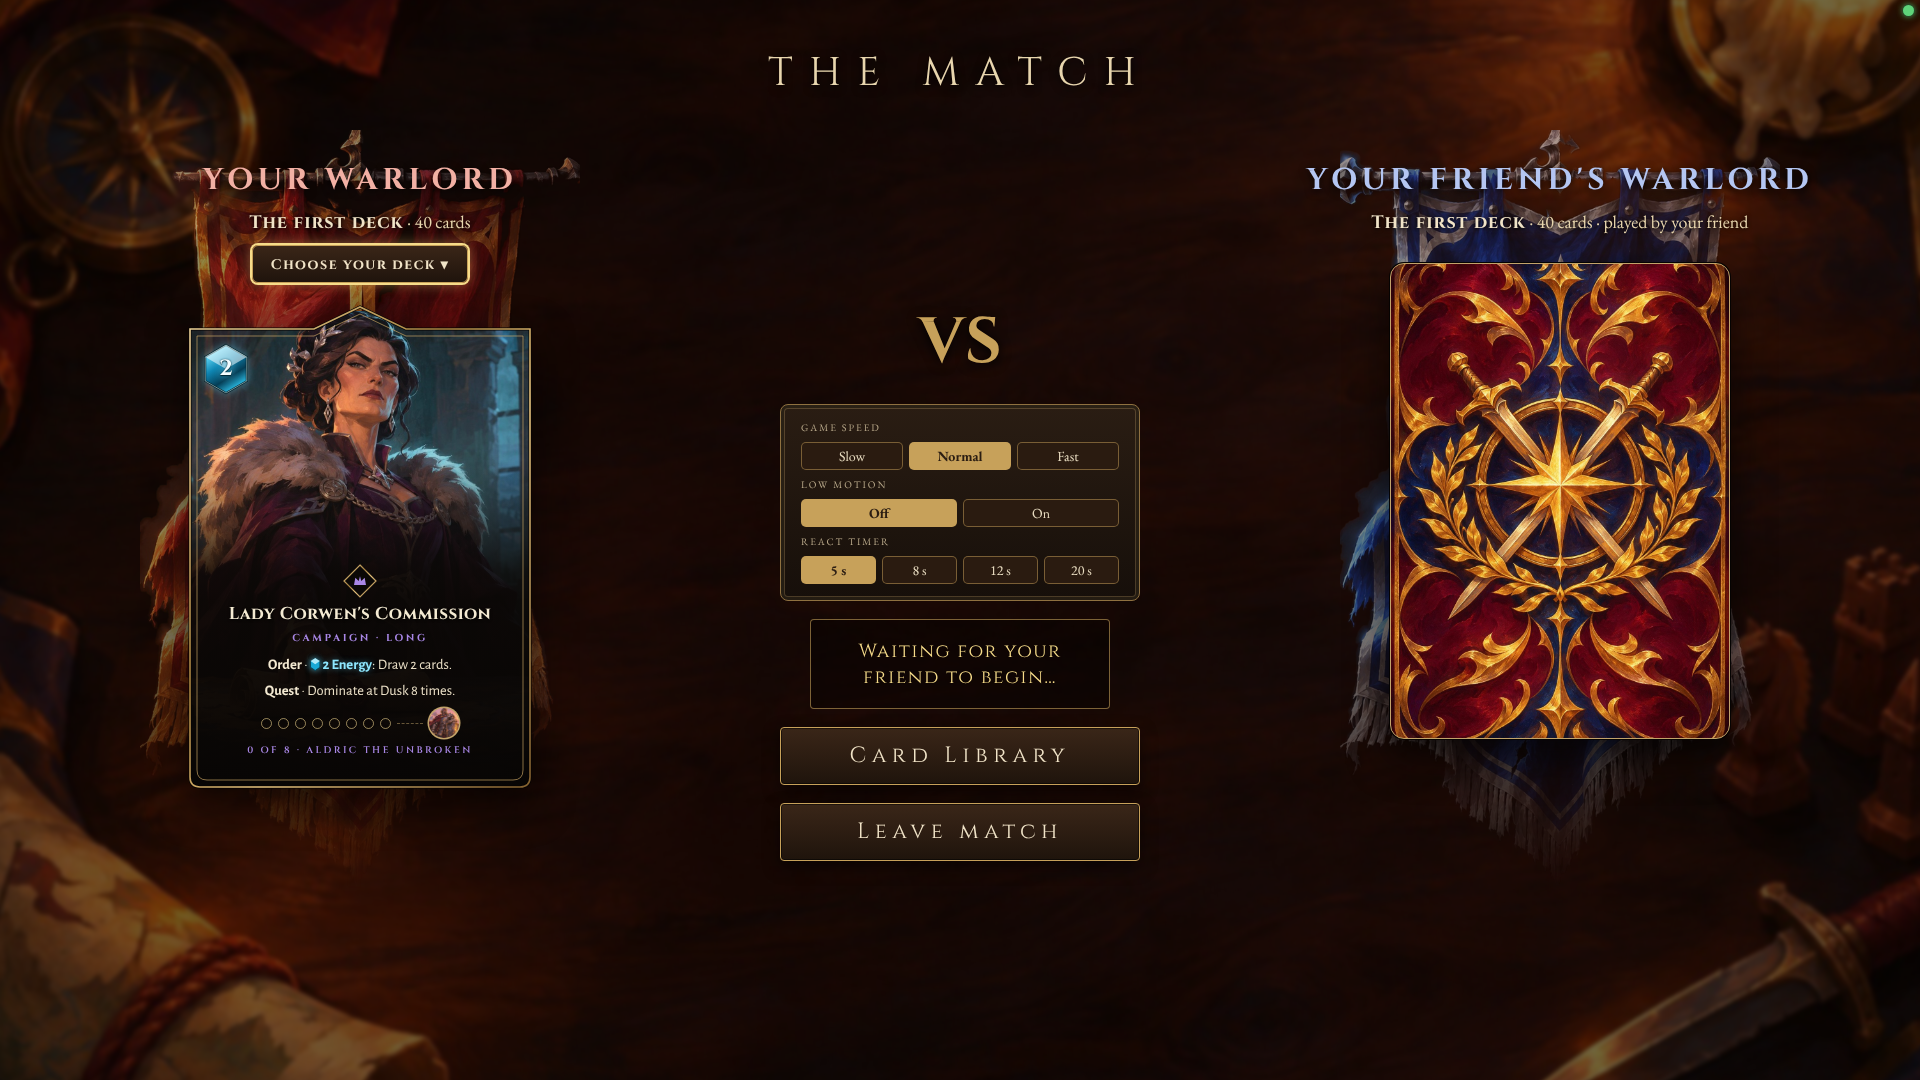 THE MATCH
YOUR WARLORD
THE FIRST DECK · 40 cards
CHOOSE YOUR DECK ▾
2
LADY CORWEN'S COMMISSION
CAMPAIGN · LONG
Order · 2 Energy: Draw 2 cards.
Quest · Dominate at Dusk 8 times.
0 OF 8 · ALDRIC THE UNBROKEN
VS
GAME SPEED
Slow Normal Fast
LOW MOTION
Off On
REACT TIMER
5 s 8 s 12 s 20 s
WAITING FOR YOUR
FRIEND TO BEGIN…
CARD LIBRARY
LEAVE MATCH
YOUR FRIEND'S WARLORD
THE FIRST DECK · 40 cards · played by your friend